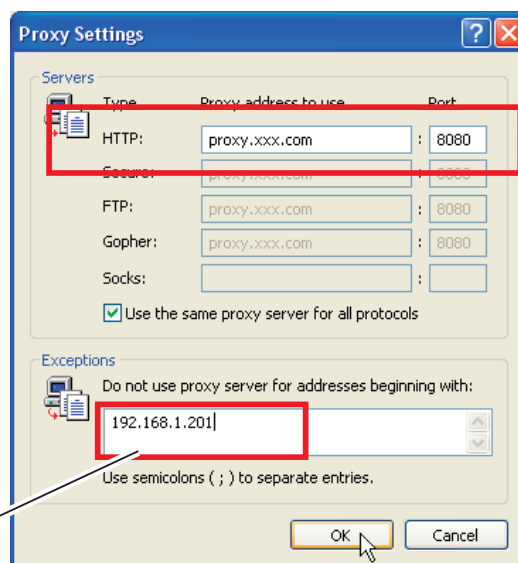 Proxy Settings
Servers
Type Proxy address to use Port
HTTP: proxy.xxx.com : 8080
Secure: proxy.xxx.com : 8080
FTP: proxy.xxx.com : 8080
Gopher: proxy.xxx.com : 8080
Socks: :
Use the same proxy server for all protocols
Exceptions
Do not use proxy server for addresses beginning with:
192.168.1.201
Use semicolons ( ; ) to separate entries.
OK Cancel